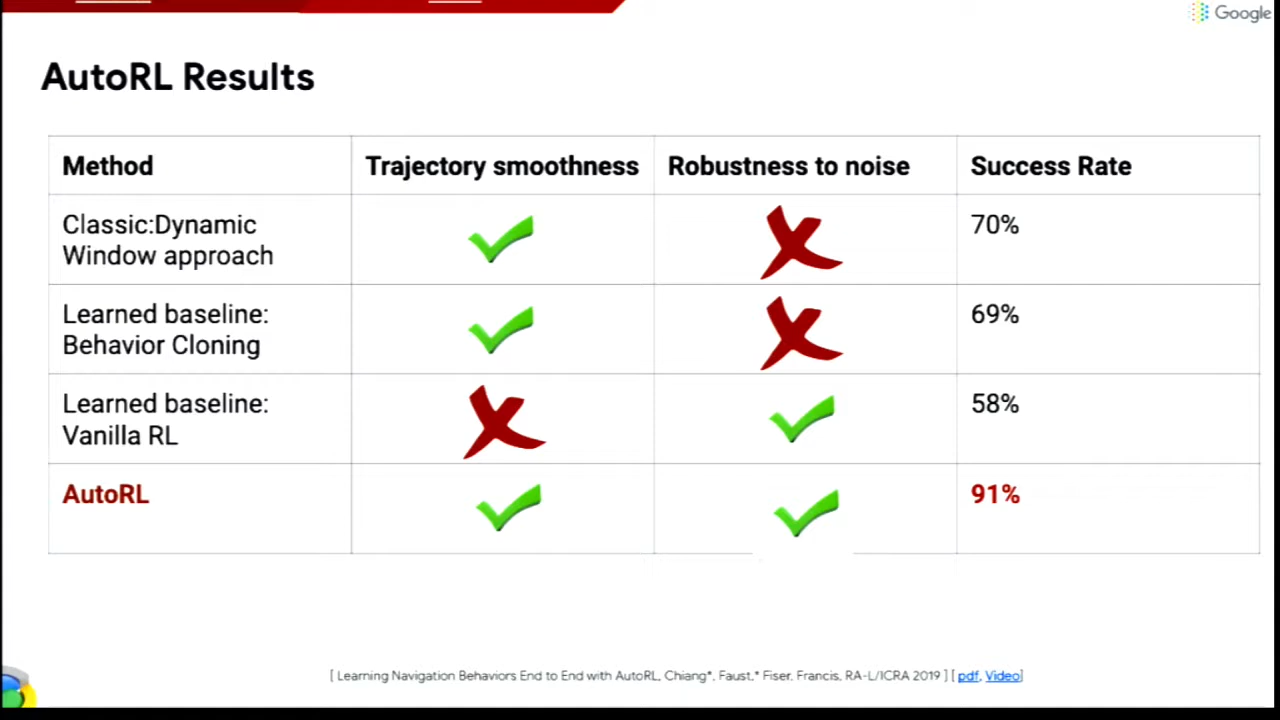 Google
AutoRL Results
Method Trajectory smoothness Robustness to noise Success Rate
Classic:Dynamic
Window approach
70%
Learned baseline:
Behavior Cloning
69%
Learned baseline:
Vanilla RL
58%
AutoRL 91%
[ Learning Navigation Behaviors End to End with AutoRL, Chiang*, Faust,* Fiser, Francis, RA-L/ICRA 2019 ] [ pdf, Video]